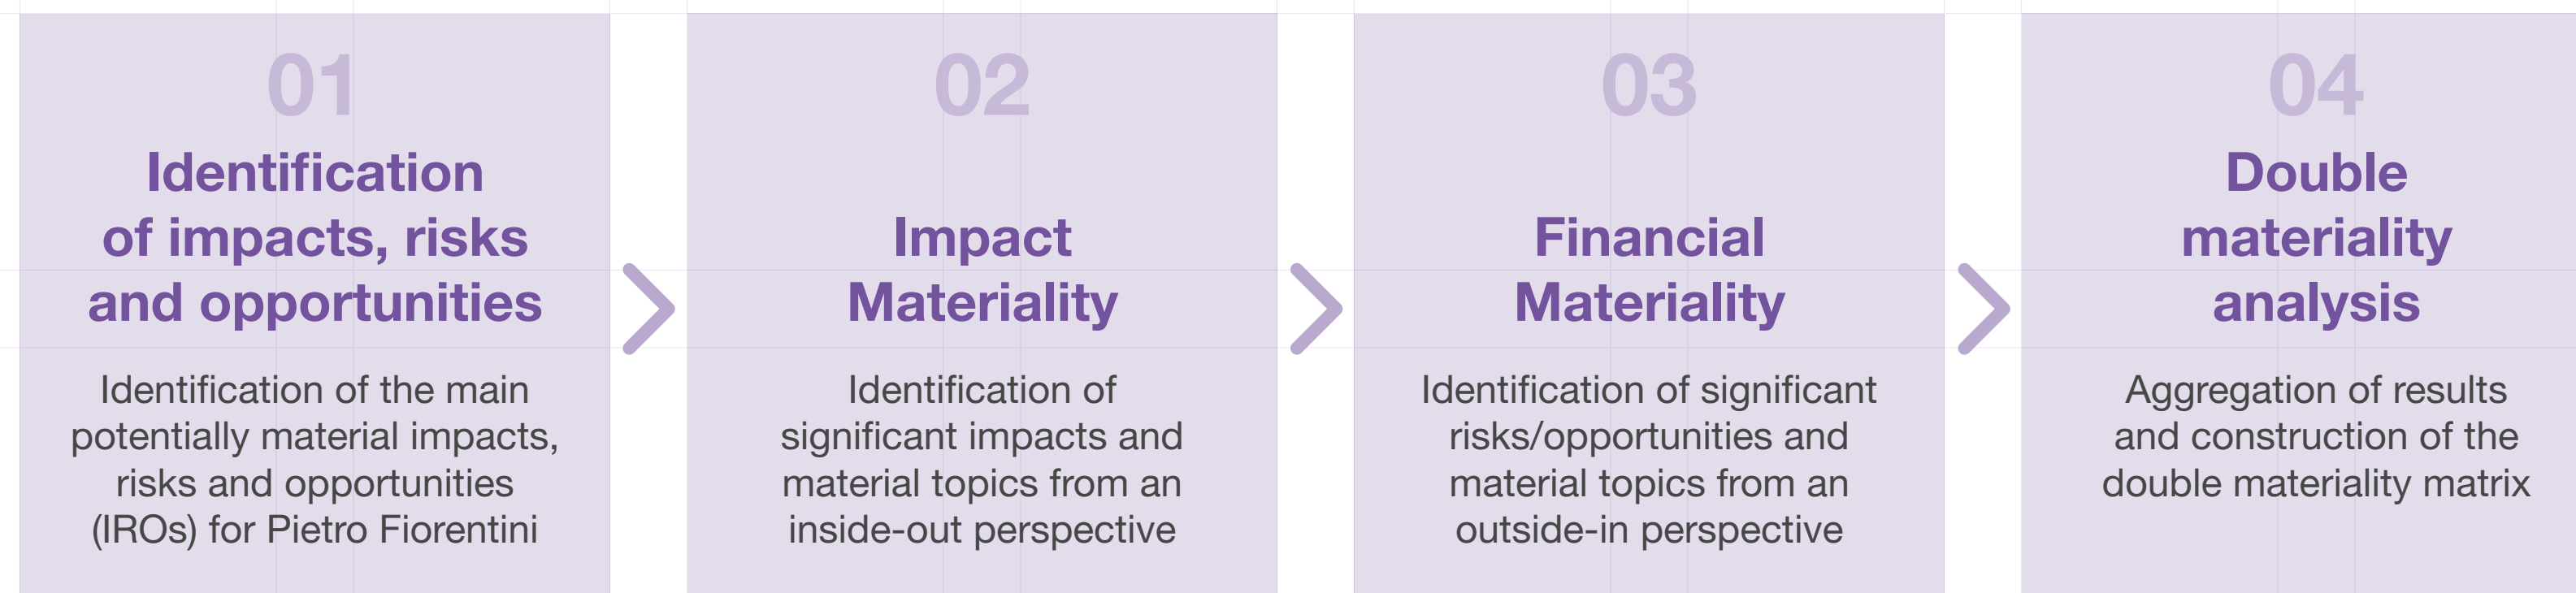 01
Identification
of impacts, risks
and opportunities
Identification of the main
potentially material impacts,
risks and opportunities
(IROs) for Pietro Fiorentini
02
Impact
Materiality
Identification of
significant impacts and
material topics from an
inside-out perspective
03
Financial
Materiality
Identification of significant
risks/opportunities and
material topics from an
outside-in perspective
04
Double
materiality
analysis
Aggregation of results
and construction of the
double materiality matrix